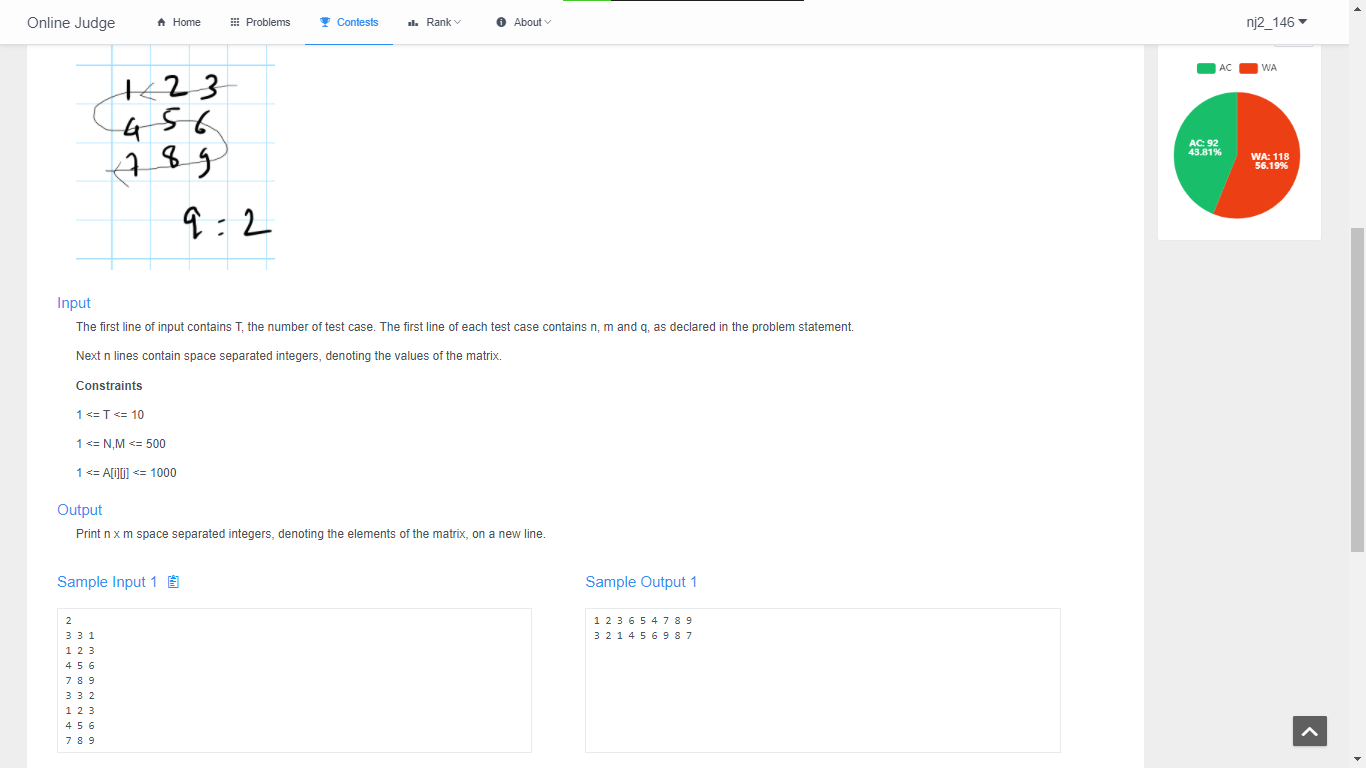 Online Judge Home Problems Contests Rank About nj2_146
AC WA
1 2 3
4 5 6
7 8 9
q = 2
AC: 92
43.81%
WA: 118
56.19%
Input
The first line of input contains T, the number of test case. The first line of each test case contains n, m and q, as declared in the problem statement.
Next n lines contain space separated integers, denoting the values of the matrix.
Constraints
1 <= T <= 10
1 <= N,M <= 500
1 <= A[i][j] <= 1000
Output
Print n x m space separated integers, denoting the elements of the matrix, on a new line.
Sample Input 1
2
3 3 1
1 2 3
4 5 6
7 8 9
3 3 2
1 2 3
4 5 6
7 8 9
Sample Output 1
1 2 3 6 5 4 7 8 9
3 2 1 4 5 6 9 8 7